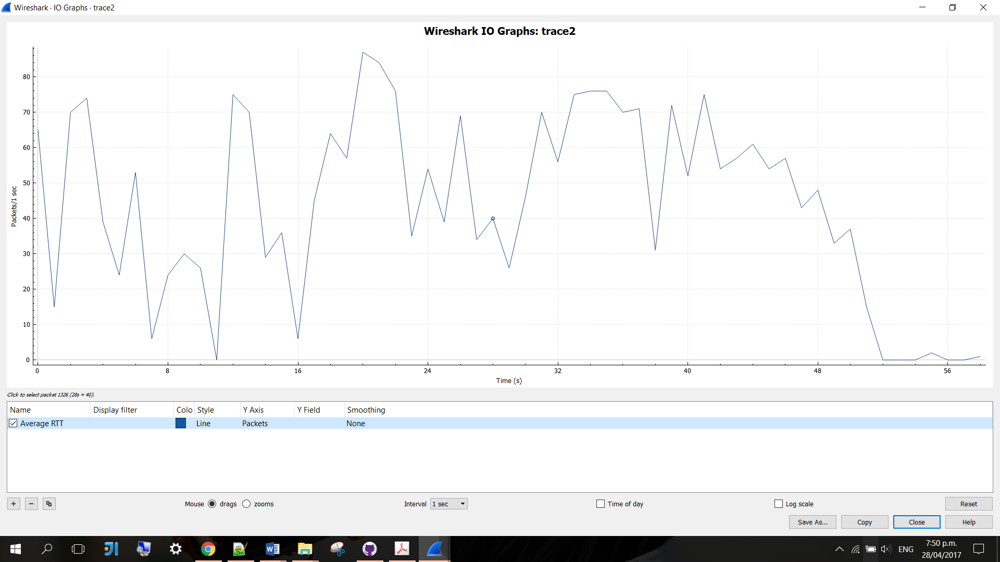 Wireshark · IO Graphs · trace2
Wireshark IO Graphs: trace2
80
70
60
50
40
30
20
10
0
Packets/1 sec
0 8 16 24 32 40 48 56
Time (s)
Click to select packet 1326 (28s = 40).
Name Display filter Colo Style Y Axis Y Field Smoothing
Average RTT Line Packets None
Mouse drags zooms Interval 1 sec Time of day Log scale Reset
Save As... Copy Close Help
ENG 7:50 p.m.
28/04/2017